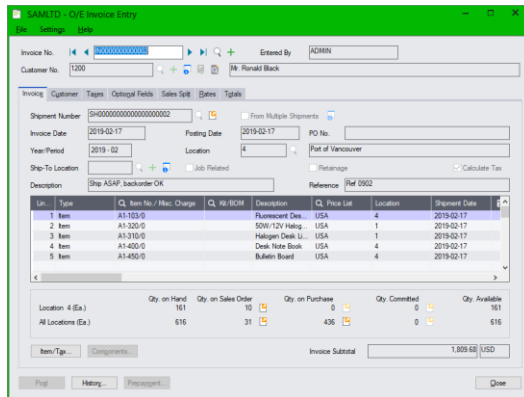 SAMLTD - O/E Invoice Entry
File Settings Help
Invoice No. IN0000000000002 Entered By ADMIN
Customer No. 1200 Mr. Ronald Black
Invoice Customer Taxes Optional Fields Sales Split Rates Totals
Shipment Number From Multiple Shipments
Invoice Date 2019-02-17 Posting Date 2019-02-17 PO No.
Year/Period 2019 - 02 Location 4 Port of Vancouver
Ship-To Location Job Related Retainage Calculate Tax
Description Ship ASAP, backorder OK Reference Ref 0902
Lin... Type Item No./ Misc. Charge Kit/BOM Description Price List Location Shipment Date
1 Item A1-103/0 Fluorescent Des... USA 4 2019-02-17
2 Item A1-320/0 50W/12V Halog... USA 1 2019-02-17
3 Item A1-310/0 Halogen Desk Li... USA 1 2019-02-17
4 Item A1-400/0 Desk Note Book USA 4 2019-02-17
5 Item A1-450/0 Bulletin Board USA 4 2019-02-17
Qty. on Hand Qty. on Sales Order Qty. on Purchase Qty. Committed Qty. Available
Location 4 (Ea.) 161 10 0 0 161
All Locations (Ea.) 616 31 436 0 616
Item/Tax... Components... Invoice Subtotal 1,809.68 USD
Post History... Prepayment... Close